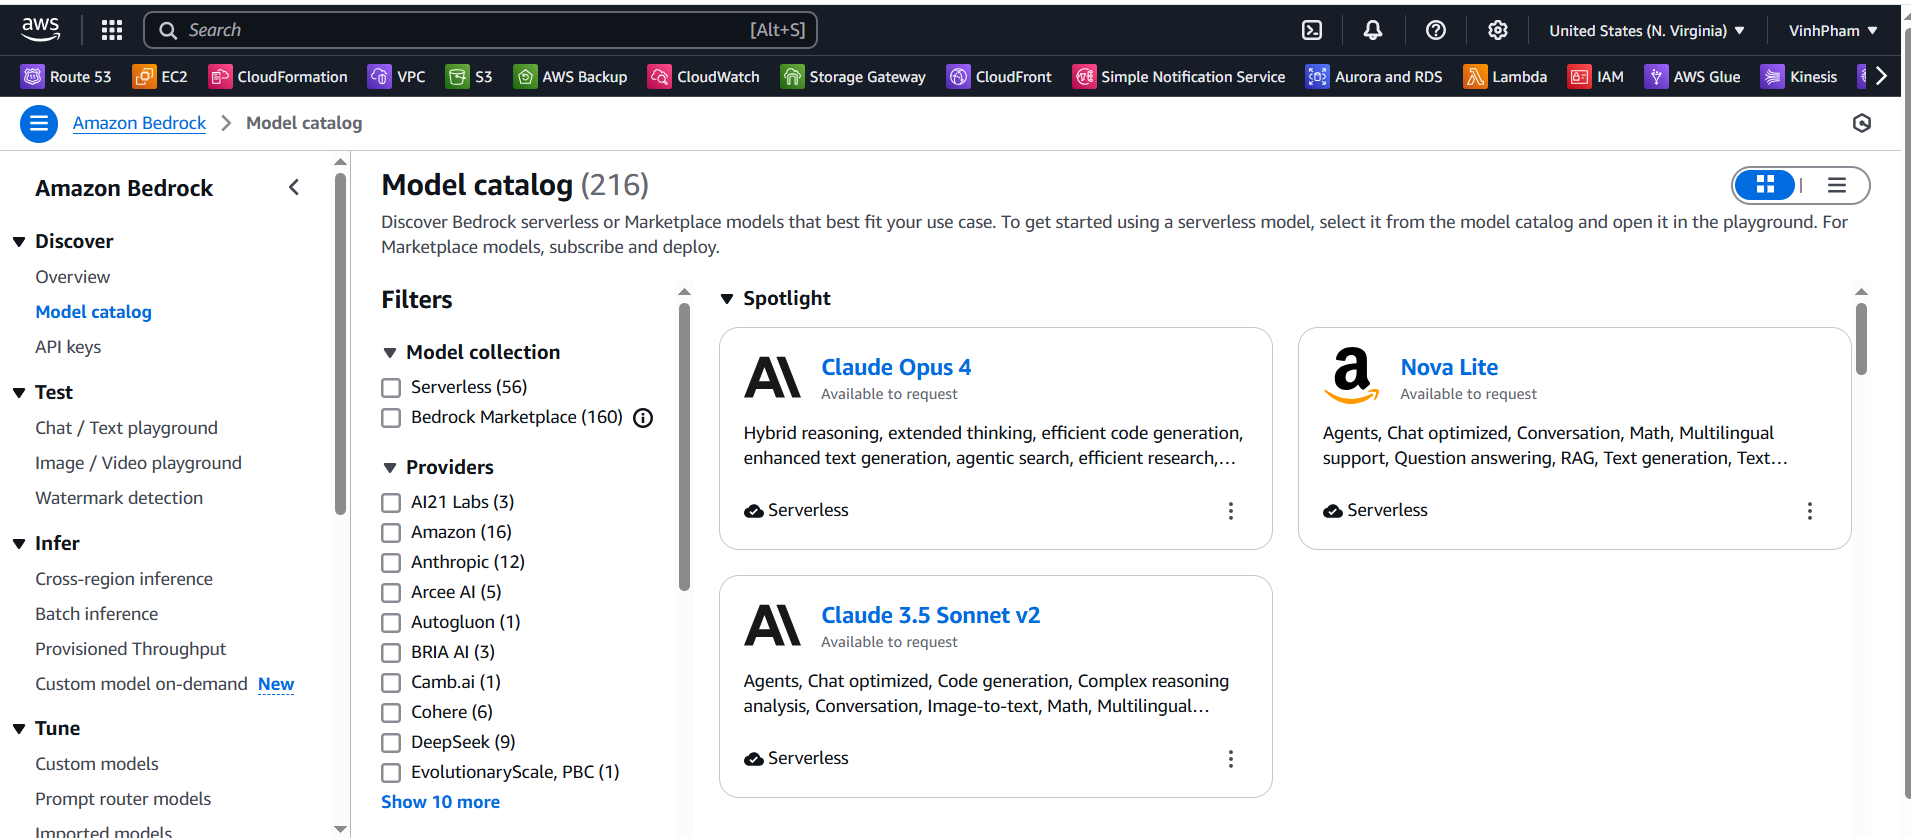 aws
Search [Alt+S]
United States (N. Virginia)
VinhPham
Route 53
EC2
CloudFormation
VPC
S3
AWS Backup
CloudWatch
Storage Gateway
CloudFront
Simple Notification Service
Aurora and RDS
Lambda
IAM
AWS Glue
Kinesis
Amazon Bedrock
Model catalog
Amazon Bedrock
Discover
Overview
Model catalog
API keys
Test
Chat / Text playground
Image / Video playground
Watermark detection
Infer
Cross-region inference
Batch inference
Provisioned Throughput
Custom model on-demand New
Tune
Custom models
Prompt router models
Imported models
Model catalog (216)
Discover Bedrock serverless or Marketplace models that best fit your use case. To get started using a serverless model, select it from the model catalog and open it in the playground. For
Marketplace models, subscribe and deploy.
Filters
Model collection
Serverless (56)
Bedrock Marketplace (160)
Providers
AI21 Labs (3)
Amazon (16)
Anthropic (12)
Arcee AI (5)
Autogluon (1)
BRIA AI (3)
Camb.ai (1)
Cohere (6)
DeepSeek (9)
EvolutionaryScale, PBC (1)
Show 10 more
Spotlight
Claude Opus 4
Available to request
Hybrid reasoning, extended thinking, efficient code generation,
enhanced text generation, agentic search, efficient research,...
Serverless
Nova Lite
Available to request
Agents, Chat optimized, Conversation, Math, Multilingual
support, Question answering, RAG, Text generation, Text...
Serverless
Claude 3.5 Sonnet v2
Available to request
Agents, Chat optimized, Code generation, Complex reasoning
analysis, Conversation, Image-to-text, Math, Multilingual...
Serverless